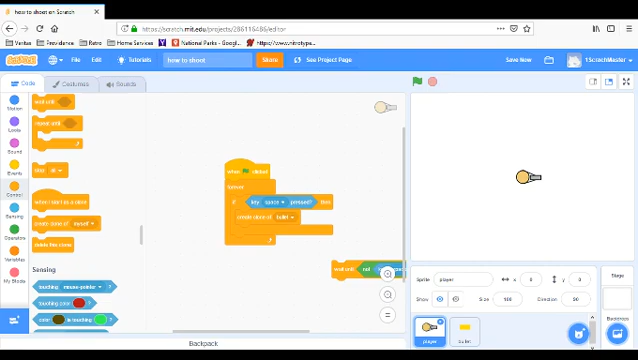 how to shoot on Scratch
https://scratch.mit.edu/projects/286116486/editor
Veritas
Previdence
Retro
Home Services
National Parks - Googl...
https://www.nitrotype...
SCRATCH
File
Edit
Tutorials
how to shoot
Share
See Project Page
Save Now
1ScrachMaster
Code
Costumes
Sounds
Motion
Looks
Sound
Events
Control
Sensing
Operators
Variables
My Blocks
wait until
repeat until
stop all
when I start as a clone
create clone of myself
delete this clone
Sensing
touching mouse-pointer
touching color
color is touching
when clicked
forever
if key space pressed? then
create clone of bullet
wait until not
Backpack
Sprite
player
x
0
y
0
Show
Size
Direction
90
player
bullet
Stage
Backdrops